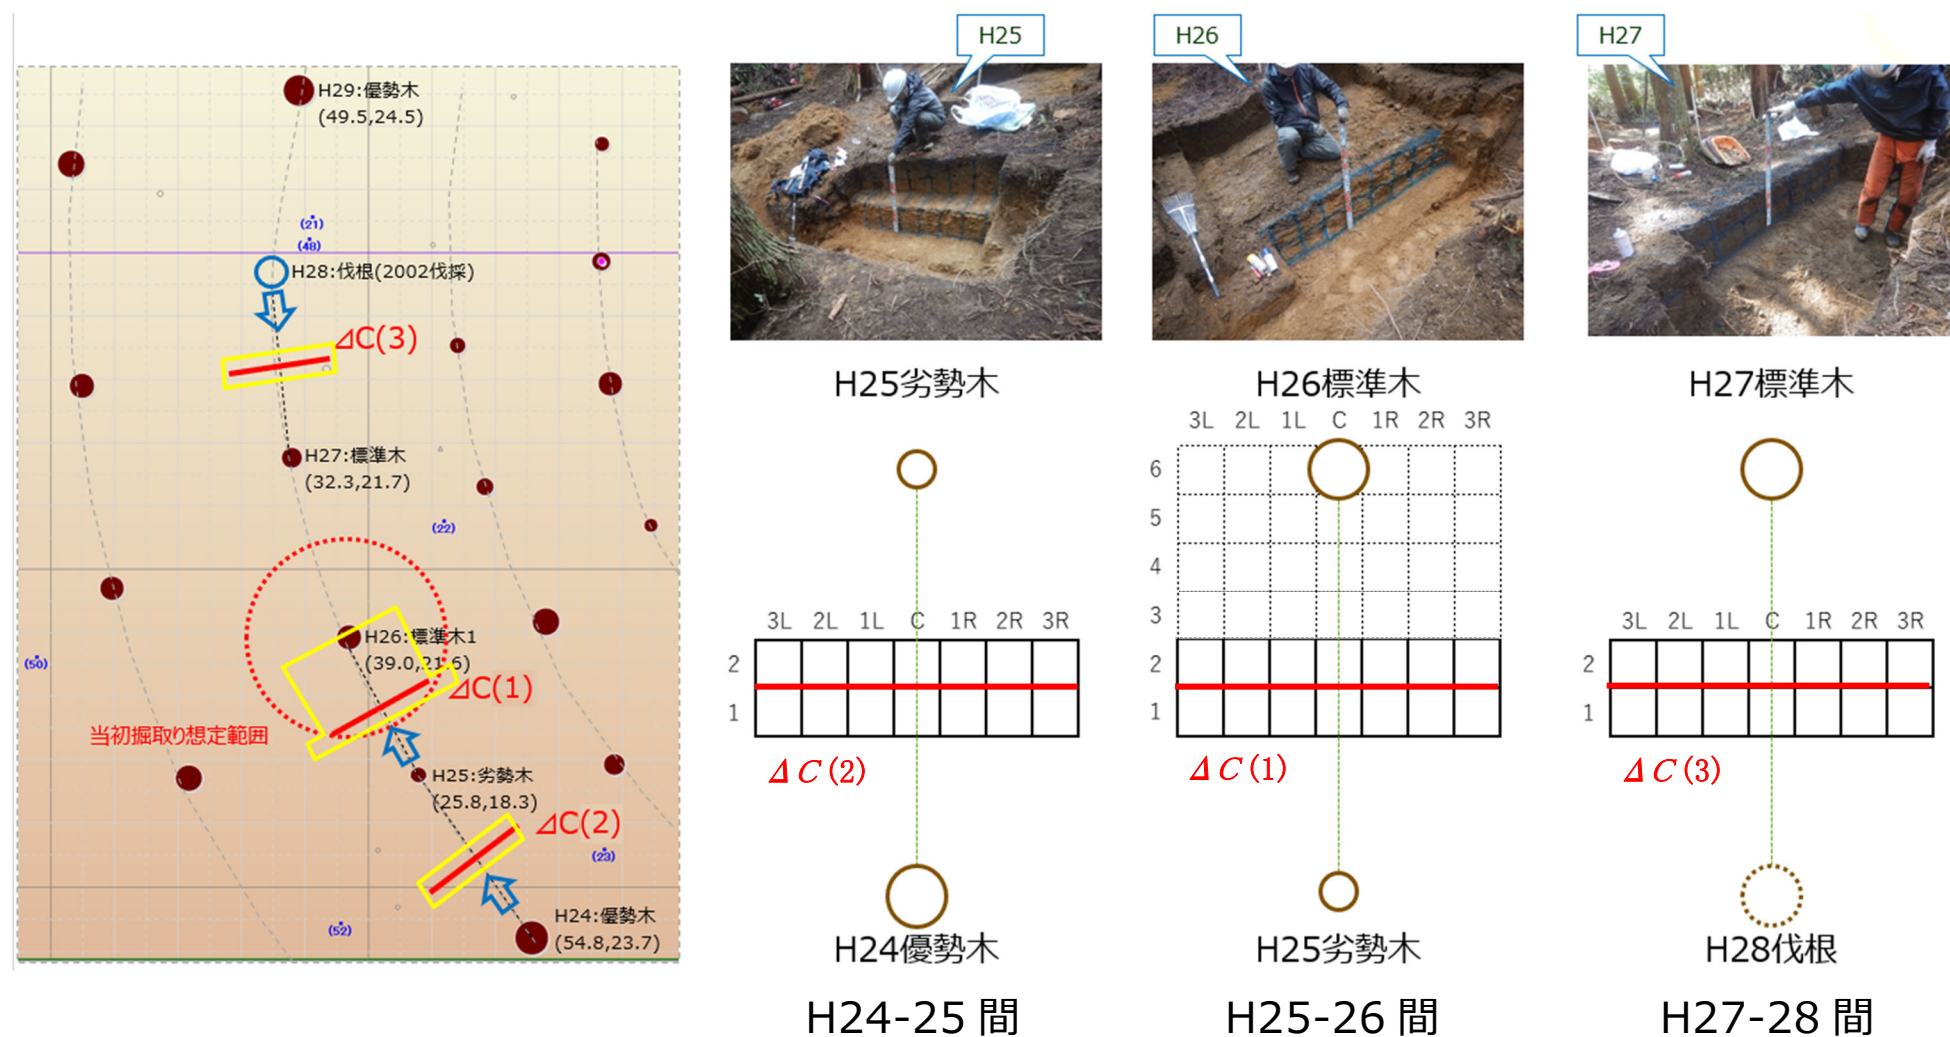 H29:優勢木
(49.5,24.5)
(21)
(48)
H28:伐根(2002伐採)
⊿C(3)
H27:標準木
(32.3,21.7)
(22)
H26:標準木1
(39.0,21.6)
(50)
⊿C(1)
当初掘取り想定範囲
H25:劣勢木
(25.8,18.3)
⊿C(2)
(23)
(52)
H24:優勢木
(54.8,23.7)
H25
H25劣勢木
3L 2L 1L C 1R 2R 3R
2
1
ΔC(2)
H24優勢木
H24-25 間
H26
H26標準木
3L 2L 1L C 1R 2R 3R
6
5
4
3
2
1
ΔC(1)
H25劣勢木
H25-26 間
H27
H27標準木
3L 2L 1L C 1R 2R 3R
2
1
ΔC(3)
H28伐根
H27-28 間